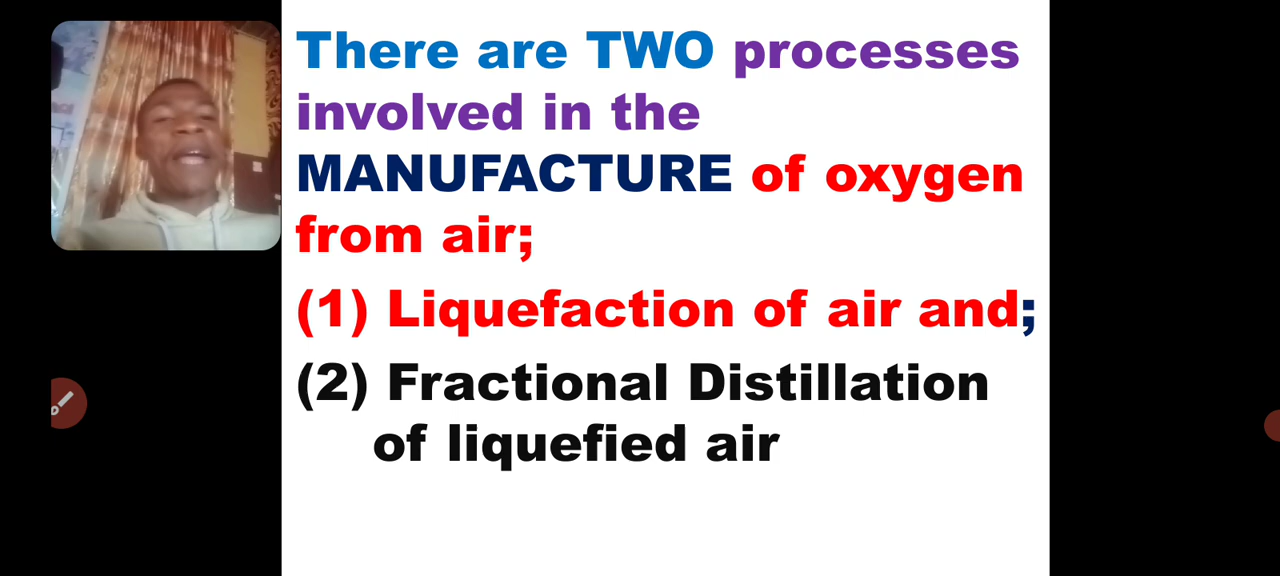 There are TWO processes
involved in the
MANUFACTURE of oxygen
from air;
(1) Liquefaction of air and;
(2) Fractional Distillation
of liquefied air